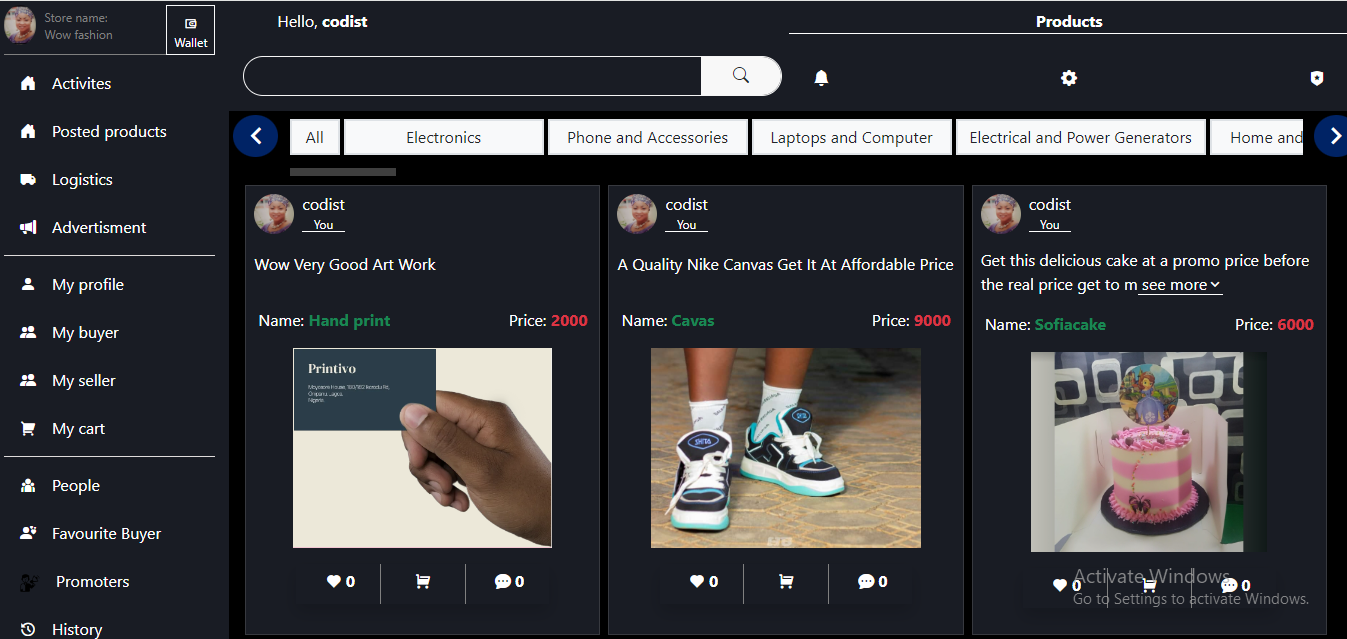 Store name:
Wow fashion
Wallet
Hello, codist
Products
Activites
Posted products
Logistics
Advertisment
My profile
My buyer
My seller
My cart
People
Favourite Buyer
Promoters
History
All
Electronics
Phone and Accessories
Laptops and Computer
Electrical and Power Generators
Home and
codist
You
Wow Very Good Art Work
Name: Hand print
Price: 2000
Printivo
Nigeria
0
0
codist
You
A Quality Nike Canvas Get It At Affordable Price
Name: Cavas
Price: 9000
0
0
codist
You
Get this delicious cake at a promo price before
the real price get to m see more
Name: Sofiacake
Price: 6000
0
0
Activate Windows
Go to Settings to activate Windows.